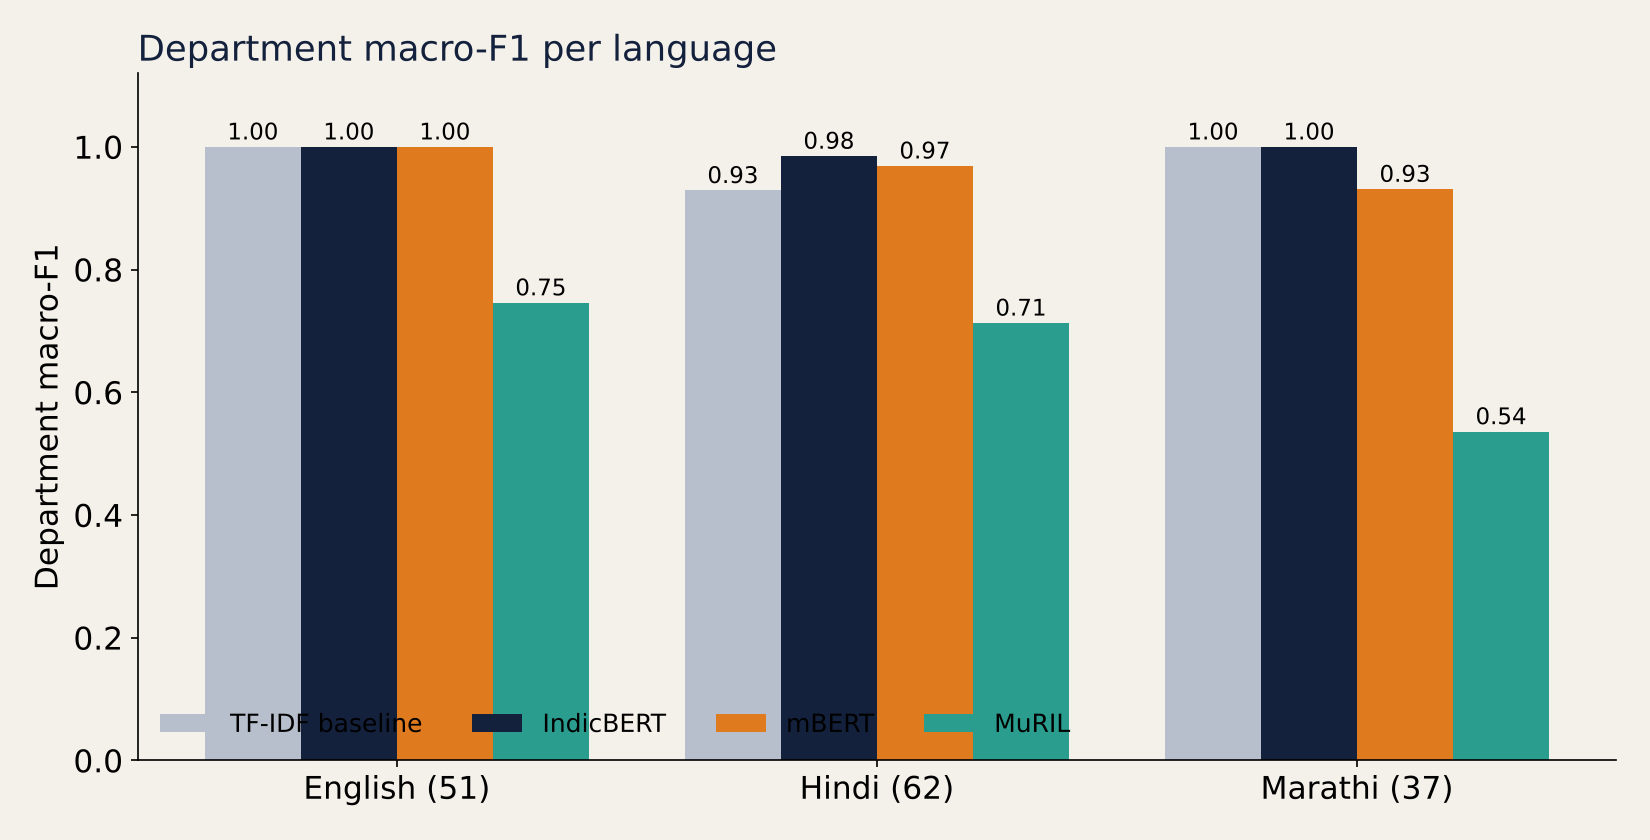 Department macro-F1 per language
Department macro-F1
1.0
0.8
0.6
0.4
0.2
0.0
1.00 1.00 1.00 0.75
0.93 0.98 0.97 0.71
1.00 1.00 0.93 0.54
TF-IDF baseline IndicBERT mBERT MuRIL
English (51) Hindi (62) Marathi (37)